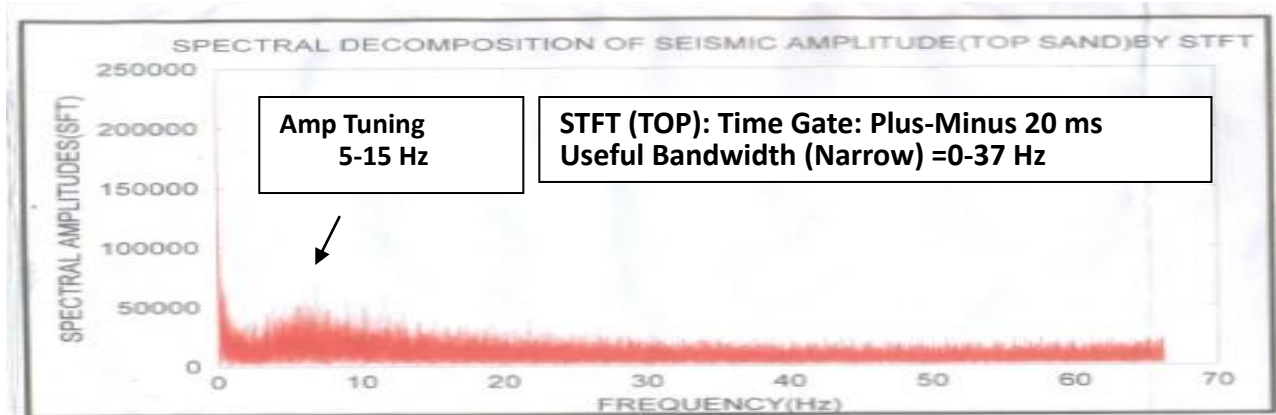 SPECTRAL DECOMPOSITION OF SEISMIC AMPLITUDE(TOP SAND)BY STFT
SPECTRAL AMPLITUDES(SFT)
250000
200000
150000
100000
50000
0
Amp Tuning
5-15 Hz
STFT (TOP): Time Gate: Plus-Minus 20 ms
Useful Bandwidth (Narrow) =0-37 Hz
0 10 20 30 40 50 60 70
FREQUENCY(Hz)